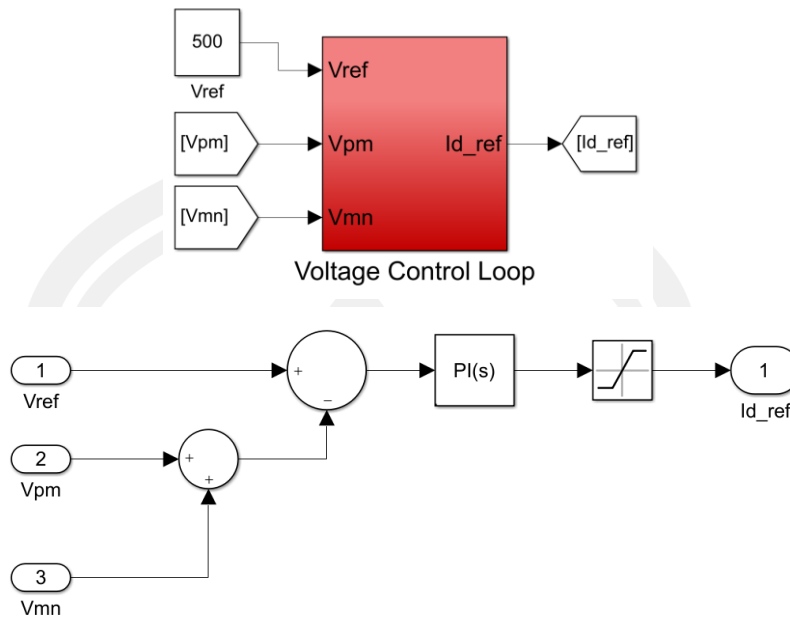 500
Vref
[Vpm]
[Vmn]
Vref
Vpm
Vmn
Id_ref
[Id_ref]
Voltage Control Loop
1
Vref
+
−
PI(s)
1
Id_ref
2
Vpm
+
+
3
Vmn